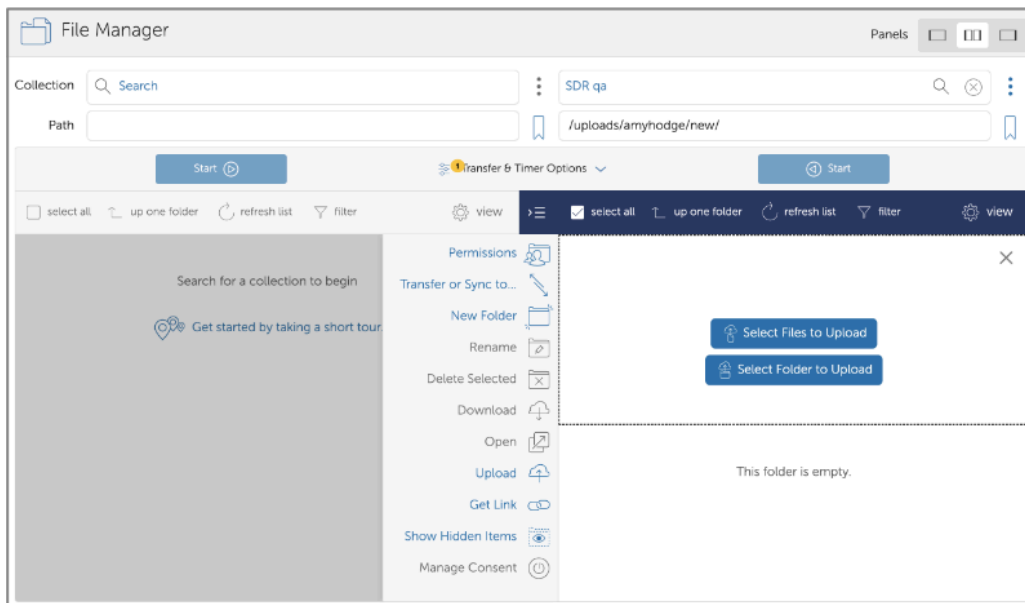 File Manager
Panels
Collection
Search
SDR qa
Path
/uploads/amyhodge/new/
Start
1 Transfer & Timer Options
Start
select all up one folder refresh list filter view
select all up one folder refresh list filter view
Search for a collection to begin
Get started by taking a short tour.
Permissions
Transfer or Sync to...
New Folder
Rename
Delete Selected
Download
Open
Upload
Get Link
Show Hidden Items
Manage Consent
Select Files to Upload
Select Folder to Upload
This folder is empty.